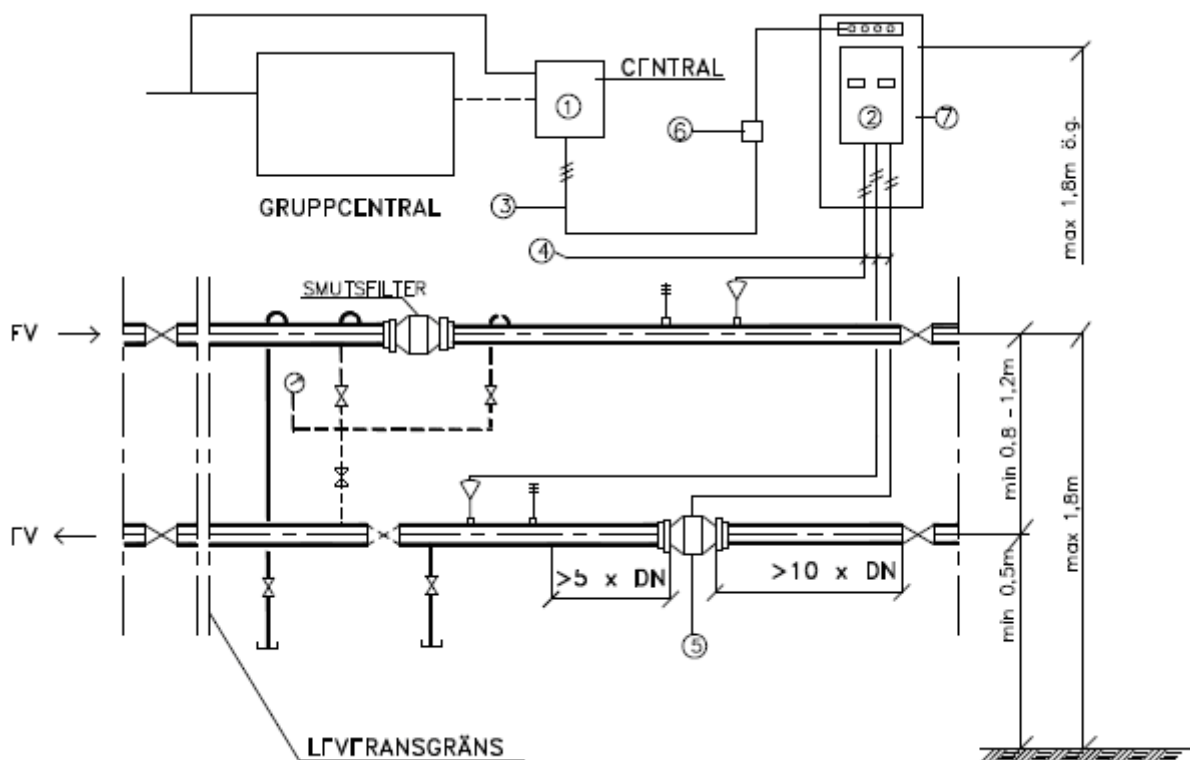 CENTRAL
①
②
⑥
⑦
max 1,8m ö.g.
GRUPPCENTRAL
③
④
SMUTSFILTER
FV
min 0.8 - 1,2m
max 1,8m
FV
>5 x DN
>10 x DN
min 0,5m
⑤
LEVERANSGRÄNS